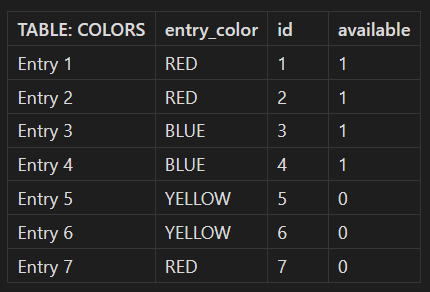 TABLE: COLORS entry_color id available
Entry 1 RED 1 1
Entry 2 RED 2 1
Entry 3 BLUE 3 1
Entry 4 BLUE 4 1
Entry 5 YELLOW 5 0
Entry 6 YELLOW 6 0
Entry 7 RED 7 0